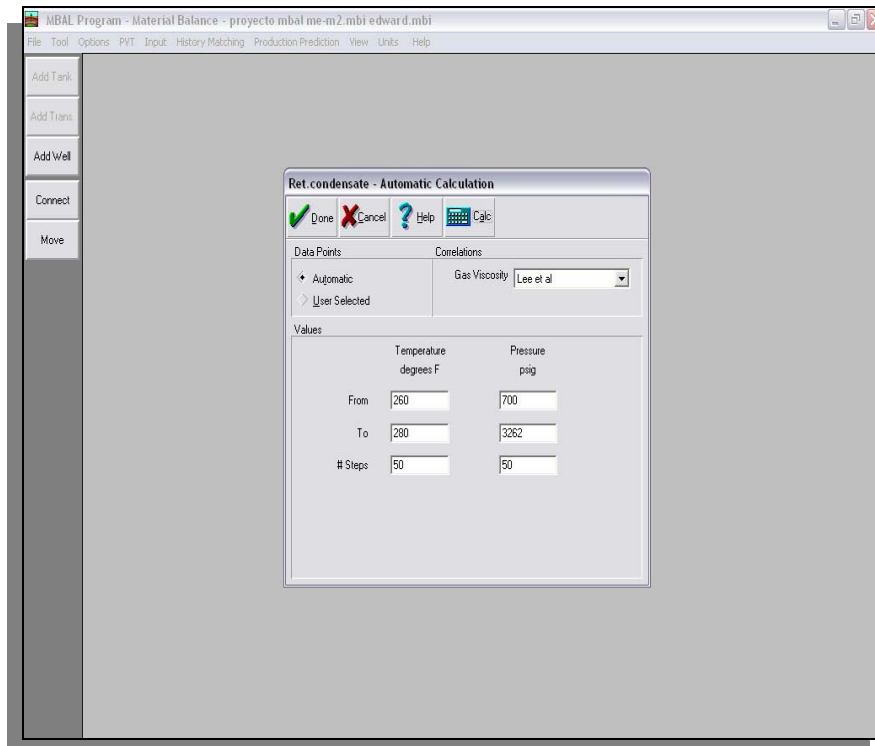 MBAL Program - Material Balance - proyecto mbal me-m2.mbi edward.mbi
File Tool Options PVT Input History Matching Production Prediction View Units Help
Add Tank
Add Trans
Add Well
Connect
Move
Ret.condensate - Automatic Calculation
Done Cancel Help Calc
Data Points Correlations
Automatic Gas Viscosity Lee et al
User Selected
Values
Temperature Pressure
degrees F psig
From 260 700
To 280 3262
# Steps 50 50